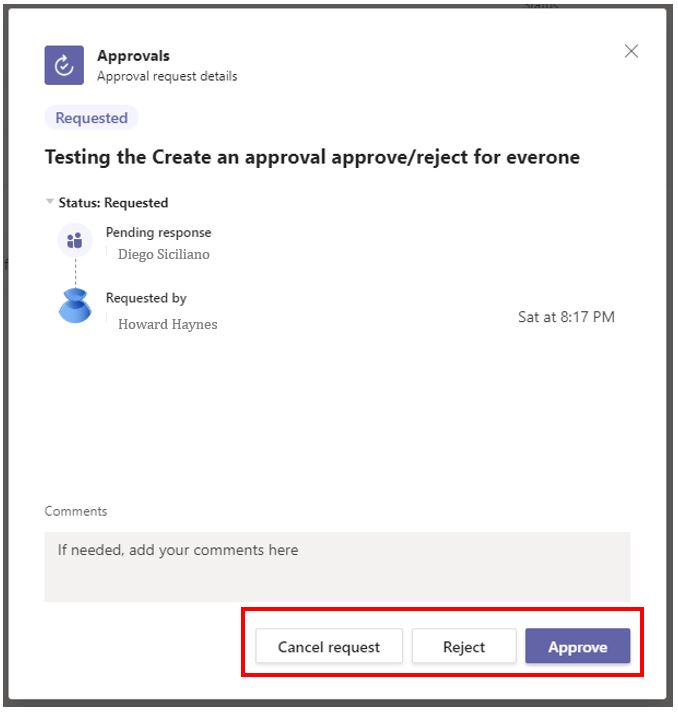 Approvals
Approval request details
Requested
Testing the Create an approval approve/reject for everone
Status: Requested
Pending response
Diego Siciliano
Requested by
Howard Haynes
Sat at 8:17 PM
Comments
If needed, add your comments here
Cancel request
Reject
Approve